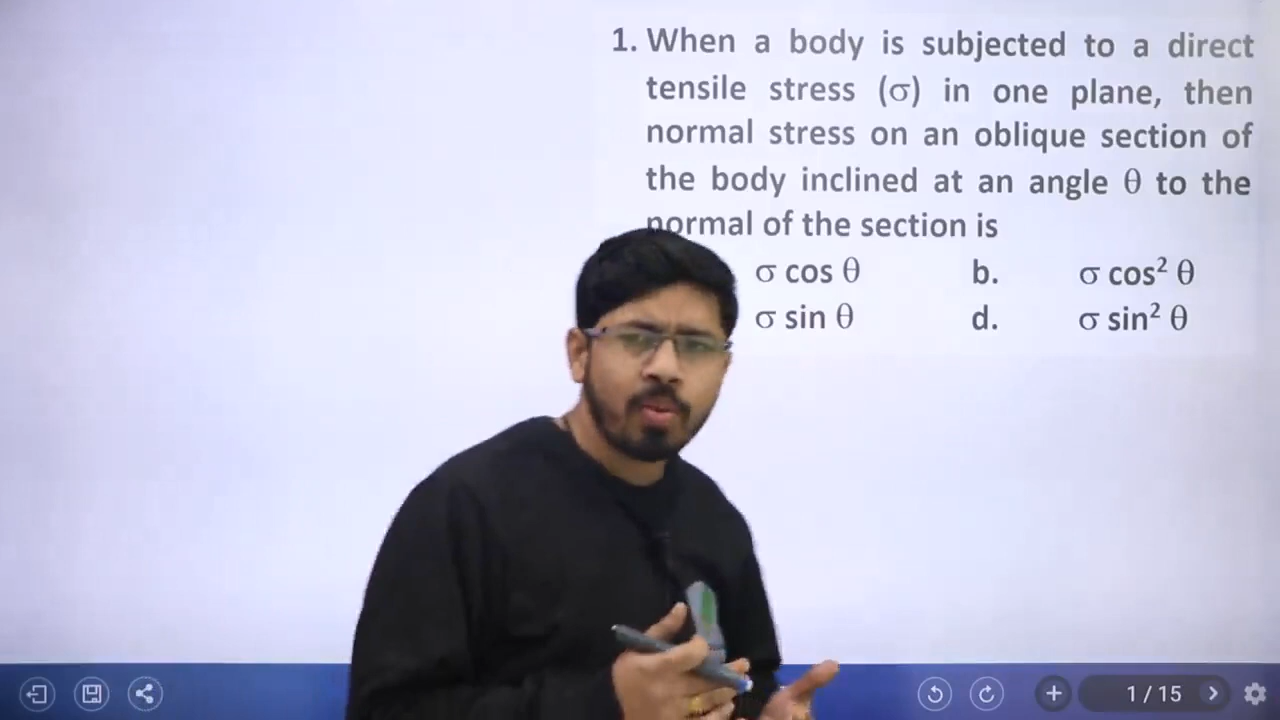 1. When a body is subjected to a direct
tensile stress (σ) in one plane, then
normal stress on an oblique section of
the body inclined at an angle θ to the
normal of the section is
σ cos θ b. σ cos² θ
σ sin θ d. σ sin² θ
1 / 15